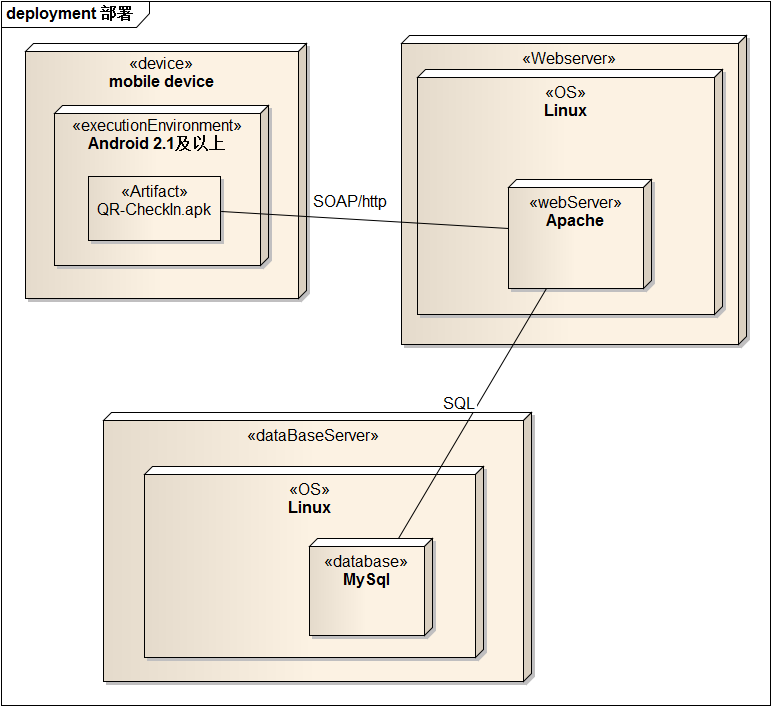 deployment 部署
«device»
mobile device
«executionEnvironment»
Android 2.1及以上
«Artifact»
QR-CheckIn.apk
SOAP/http
«Webserver»
«OS»
Linux
«webServer»
Apache
SQL
«dataBaseServer»
«OS»
Linux
«database»
MySql